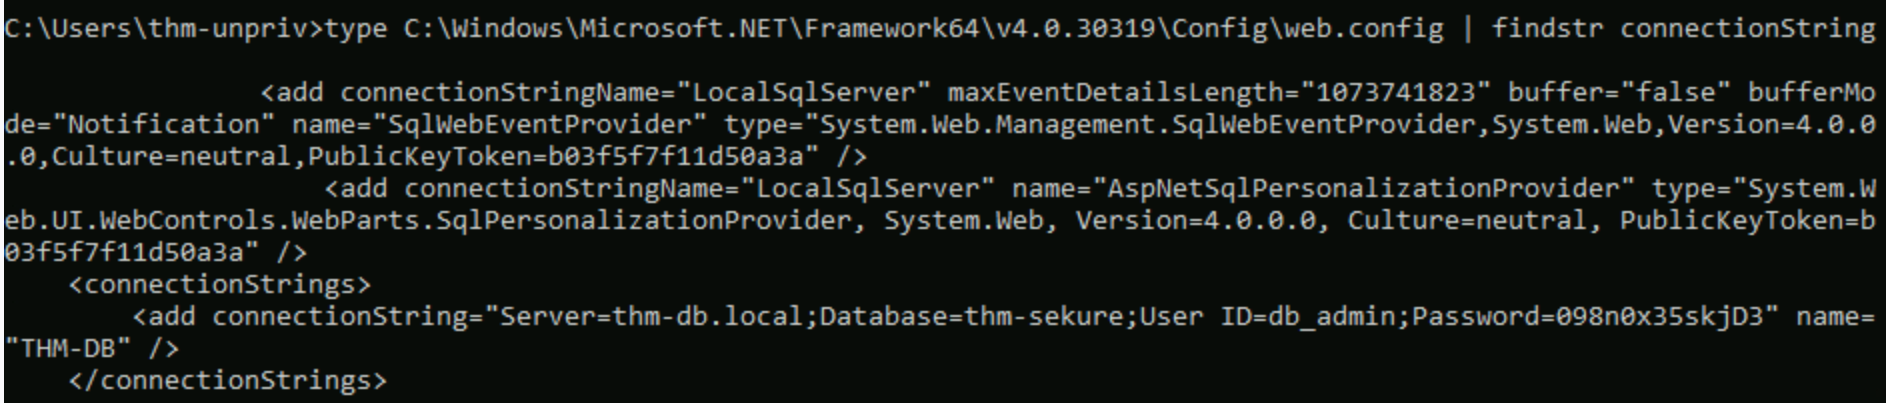 C:\Users\thm-unpriv>type C:\Windows\Microsoft.NET\Framework64\v4.0.30319\Config\web.config | findstr connectionString
<add connectionStringName="LocalSqlServer" maxEventDetailsLength="1073741823" buffer="false" bufferMo
de="Notification" name="SqlWebEventProvider" type="System.Web.Management.SqlWebEventProvider,System.Web,Version=4.0.0
.0,Culture=neutral,PublicKeyToken=b03f5f7f11d50a3a" />
<add connectionStringName="LocalSqlServer" name="AspNetSqlPersonalizationProvider" type="System.W
eb.UI.WebControls.WebParts.SqlPersonalizationProvider, System.Web, Version=4.0.0.0, Culture=neutral, PublicKeyToken=b
03f5f7f11d50a3a" />
<connectionStrings>
<add connectionString="Server=thm-db.local;Database=thm-sekure;User ID=db_admin;Password=098n0x35skjD3" name=
"THM-DB" />
</connectionStrings>